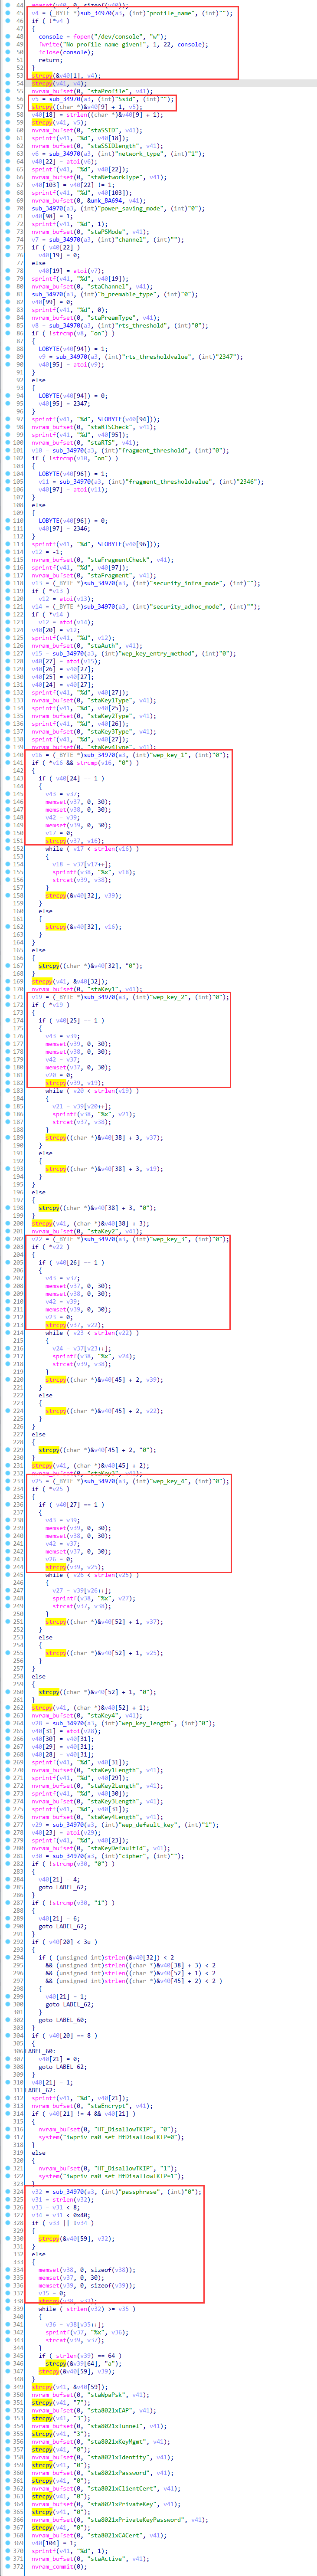 44 memset(v40, 0, sizeof(v40));
45 v4 = (_BYTE *)sub_34970(a3, (int)"profile_name", (int)"");
46 if ( !*v4 )
47 {
48 console = fopen("/dev/console", "w");
49 fwrite("No profile name given!", 1, 22, console);
50 fclose(console);
51 return;
52 }
53 strcpy(&v40[1], v4);
54 strcpy(v41, v4);
55 nvram_bufset(0, "staProfile", v41);
56 v5 = sub_34970(a3, (int)"Ssid", (int)"");
57 strcpy((char *)&v40[9] + 1, v5);
58 v40[18] = strlen((char *)&v40[9] + 1);
59 strcpy(v41, v5);
60 nvram_bufset(0, "staSSID", v41);
61 sprintf(v41, "%d", v40[18]);
62 nvram_bufset(0, "staSSIDlength", v41);
63 v6 = sub_34970(a3, (int)"network_type", (int)"1");
64 v40[22] = atoi(v6);
65 sprintf(v41, "%d", v40[22]);
66 nvram_bufset(0, "staNetworkType", v41);
67 v40[103] = v40[22] != 1;
68 sprintf(v41, "%d", v40[103]);
69 nvram_bufset(0, &unk_8A694, v41);
70 sub_34970(a3, (int)"power_saving_mode", (int)"0");
71 v40[98] = 1;
72 sprintf(v41, "%d", 1);
73 nvram_bufset(0, "staPSMode", v41);
74 v7 = sub_34970(a3, (int)"channel", (int)"");
75 if ( v40[22] )
76 v40[19] = 0;
77 else
78 v40[19] = atoi(v7);
79 sprintf(v41, "%d", v40[19]);
80 nvram_bufset(0, "staChannel", v41);
81 sub_34970(a3, (int)"b_premable_type", (int)"0");
82 v40[99] = 0;
83 sprintf(v41, "%d", 0);
84 nvram_bufset(0, "staPreamType", v41);
85 v8 = sub_34970(a3, (int)"rts_threshold", (int)"0");
86 if ( !strcmp(v8, "on") )
87 {
88 LOBYTE(v40[94]) = 1;
89 v9 = sub_34970(a3, (int)"rts_thresholdvalue", (int)"2347");
90 v40[95] = atoi(v9);
91 }
92 else
93 {
94 LOBYTE(v40[94]) = 0;
95 v40[95] = 2347;
96 }
97 sprintf(v41, "%d", SLOBYTE(v40[94]));
98 nvram_bufset(0, "staRTSCheck", v41);
99 sprintf(v41, "%d", v40[95]);
100 nvram_bufset(0, "staRTS", v41);
101 v10 = sub_34970(a3, (int)"fragment_threshold", (int)"0");
102 if ( !strcmp(v10, "on") )
103 {
104 LOBYTE(v40[96]) = 1;
105 v11 = sub_34970(a3, (int)"fragment_thresholdvalue", (int)"2346");
106 v40[97] = atoi(v11);
107 }
108 else
109 {
110 LOBYTE(v40[96]) = 0;
111 v40[97] = 2346;
112 }
113 sprintf(v41, "%d", SLOBYTE(v40[96]));
114 v12 = -1;
115 nvram_bufset(0, "staFragmentCheck", v41);
116 sprintf(v41, "%d", v40[97]);
117 nvram_bufset(0, "staFragment", v41);
118 v13 = (_BYTE *)sub_34970(a3, (int)"security_infra_mode", (int)"");
119 if ( *v13 )
120 v12 = atoi(v13);
121 v14 = (_BYTE *)sub_34970(a3, (int)"security_adhoc_mode", (int)"");
122 if ( *v14 )
123 v12 = atoi(v14);
124 v40[20] = v12;
125 sprintf(v41, "%d", v12);
126 nvram_bufset(0, "staAuth", v41);
127 v15 = sub_34970(a3, (int)"wep_key_entry_method", (int)"0");
128 v40[27] = atoi(v15);
129 v40[26] = v40[27];
130 v40[25] = v40[27];
131 v40[24] = v40[27];
132 sprintf(v41, "%d", v40[27]);
133 nvram_bufset(0, "staKey1Type", v41);
134 sprintf(v41, "%d", v40[25]);
135 nvram_bufset(0, "staKey2Type", v41);
136 sprintf(v41, "%d", v40[26]);
137 nvram_bufset(0, "staKey3Type", v41);
138 sprintf(v41, "%d", v40[27]);
139 nvram_bufset(0, "staKey4Type", v41);
140 v16 = (_BYTE *)sub_34970(a3, (int)"wep_key_1", (int)"0");
141 if ( *v16 && strcmp(v16, "0") )
142 {
143 if ( v40[24] == 1 )
144 {
145 v43 = v37;
146 memset(v37, 0, 30);
147 memset(v38, 0, 30);
148 v42 = v39;
149 memset(v39, 0, 30);
150 v17 = 0;
151 strcpy(v37, v16);
152 while ( v17 < strlen(v16) )
153 {
154 v18 = v37[v17++];
155 sprintf(v38, "%x", v18);
156 strcat(v39, v38);
157 }
158 strcpy(&v40[32], v39);
159 }
160 else
161 {
162 strcpy(&v40[32], v16);
163 }
164 }
165 else
166 {
167 strcpy((char *)&v40[32], "0");
168 }
169 strcpy(v41, &v40[32]);
170 nvram_bufset(0, "staKey1", v41);
171 v19 = (_BYTE *)sub_34970(a3, (int)"wep_key_2", (int)"0");
172 if ( *v19 )
173 {
174 if ( v40[25] == 1 )
175 {
176 v43 = v39;
177 memset(v39, 0, 30);
178 memset(v38, 0, 30);
179 v42 = v37;
180 memset(v37, 0, 30);
181 v20 = 0;
182 strcpy(v39, v19);
183 while ( v20 < strlen(v19) )
184 {
185 v21 = v39[v20++];
186 sprintf(v38, "%x", v21);
187 strcat(v37, v38);
188 }
189 strcpy((char *)&v40[38] + 3, v37);
190 }
191 else
192 {
193 strcpy((char *)&v40[38] + 3, v19);
194 }
195 }
196 else
197 {
198 strcpy((char *)&v40[38] + 3, "0");
199 }
200 strcpy(v41, (char *)&v40[38] + 3);
201 nvram_bufset(0, "staKey2", v41);
202 v22 = (_BYTE *)sub_34970(a3, (int)"wep_key_3", (int)"0");
203 if ( *v22 )
204 {
205 if ( v40[26] == 1 )
206 {
207 v43 = v37;
208 memset(v37, 0, 30);
209 memset(v38, 0, 30);
210 v42 = v39;
211 memset(v39, 0, 30);
212 v23 = 0;
213 strcpy(v37, v22);
214 while ( v23 < strlen(v22) )
215 {
216 v24 = v37[v23++];
217 sprintf(v38, "%x", v24);
218 strcat(v39, v38);
219 }
220 strcpy((char *)&v40[45] + 2, v39);
221 }
222 else
223 {
224 strcpy((char *)&v40[45] + 2, v22);
225 }
226 }
227 else
228 {
229 strcpy((char *)&v40[45] + 2, "0");
230 }
231 strcpy(v41, (char *)&v40[45] + 2);
232 nvram_bufset(0, "staKey3", v41);
233 v25 = (_BYTE *)sub_34970(a3, (int)"wep_key_4", (int)"0");
234 if ( *v25 )
235 {
236 if ( v40[27] == 1 )
237 {
238 v43 = v39;
239 memset(v39, 0, 30);
240 memset(v38, 0, 30);
241 v42 = v37;
242 memset(v37, 0, 30);
243 v26 = 0;
244 strcpy(v39, v25);
245 while ( v26 < strlen(v25) )
246 {
247 v27 = v39[v26++];
248 sprintf(v38, "%x", v27);
249 strcat(v37, v38);
250 }
251 strcpy((char *)&v40[52] + 1, v37);
252 }
253 else
254 {
255 strcpy((char *)&v40[52] + 1, v25);
256 }
257 }
258 else
259 {
260 strcpy((char *)&v40[52] + 1, "0");
261 }
262 strcpy(v41, (char *)&v40[52] + 1);
263 nvram_bufset(0, "staKey4", v41);
264 v28 = sub_34970(a3, (int)"wep_key_length", (int)"0");
265 v40[31] = atoi(v28);
266 v40[30] = v40[31];
267 v40[29] = v40[31];
268 v40[28] = v40[31];
269 sprintf(v41, "%d", v40[31]);
270 nvram_bufset(0, "staKey1Length", v41);
271 sprintf(v41, "%d", v40[29]);
272 nvram_bufset(0, "staKey2Length", v41);
273 sprintf(v41, "%d", v40[30]);
274 nvram_bufset(0, "staKey3Length", v41);
275 sprintf(v41, "%d", v40[31]);
276 nvram_bufset(0, "staKey4Length", v41);
277 v29 = sub_34970(a3, (int)"wep_default_key", (int)"1");
278 v40[23] = atoi(v29);
279 sprintf(v41, "%d", v40[23]);
280 nvram_bufset(0, "staKeyDefaultId", v41);
281 v30 = sub_34970(a3, (int)"cipher", (int)"");
282 if ( !strcmp(v30, "0") )
283 {
284 v40[21] = 4;
285 goto LABEL_62;
286 }
287 if ( !strcmp(v30, "1") )
288 {
289 v40[21] = 6;
290 goto LABEL_62;
291 }
292 if ( v40[20] < 3u )
293 {
294 if ( (unsigned int)strlen(&v40[32]) < 2
295 && (unsigned int)strlen((char *)&v40[38] + 3) < 2
296 && (unsigned int)strlen((char *)&v40[52] + 1) < 2
297 && (unsigned int)strlen((char *)&v40[45] + 2) < 2 )
298 {
299 v40[21] = 1;
300 goto LABEL_62;
301 }
302 goto LABEL_60;
303 }
304 if ( v40[20] == 8 )
305 {
306 LABEL_60:
307 v40[21] = 0;
308 goto LABEL_62;
309 }
310 v40[21] = 1;
311 LABEL_62:
312 sprintf(v41, "%d", v40[21]);
313 nvram_bufset(0, "staEncrypt", v41);
314 if ( v40[21] != 4 && v40[21] )
315 {
316 nvram_bufset(0, "HT_DisallowTKIP", "0");
317 system("iwpriv ra0 set HtDisallowTKIP=0");
318 }
319 else
320 {
321 nvram_bufset(0, "HT_DisallowTKIP", "1");
322 system("iwpriv ra0 set HtDisallowTKIP=1");
323 }
324 v32 = sub_34970(a3, (int)"passphrase", (int)"0");
325 v31 = strlen(v32);
326 v33 = v31 < 8;
327 v34 = v31 < 0x40;
328 if ( v33 || !v34 )
329 {
330 strcpy(&v40[59], v32);
331 }
332 else
333 {
334 memset(v38, 0, sizeof(v38));
335 memset(v37, 0, 30);
336 memset(v39, 0, sizeof(v39));
337 v35 = 0;
338 strcpy(v38, v32);
339 while ( strlen(v32) >= v35 )
340 {
341 v36 = v38[v35++];
342 sprintf(v37, "%x", v36);
343 strcat(v39, v37);
344 }
345 if ( strlen(v39) == 64 )
346 strcpy(&v39[64], "a");
347 strcpy(&v40[59], v39);
348 }
349 strcpy(v41, &v40[59]);
350 nvram_bufset(0, "staWpaPsk", v41);
351 strcpy(v41, "7");
352 nvram_bufset(0, "sta8021xEAP", v41);
353 strcpy(v41, "3");
354 nvram_bufset(0, "sta8021xTunnel", v41);
355 strcpy(v41, "3");
356 nvram_bufset(0, "sta8021xKeyMgmt", v41);
357 strcpy(v41, "0");
358 nvram_bufset(0, "sta8021xIdentity", v41);
359 strcpy(v41, "0");
360 nvram_bufset(0, "sta8021xPassword", v41);
361 strcpy(v41, "0");
362 nvram_bufset(0, "sta8021xClientCert", v41);
363 strcpy(v41, "0");
364 nvram_bufset(0, "sta8021xPrivateKey", v41);
365 strcpy(v41, "0");
366 nvram_bufset(0, "sta8021xPrivateKeyPassword", v41);
367 strcpy(v41, "0");
368 nvram_bufset(0, "sta8021xCACert", v41);
369 v40[104] = 1;
370 sprintf(v41, "%d", 1);
371 nvram_bufset(0, "staActive", v41);
372 nvram_commit(0);